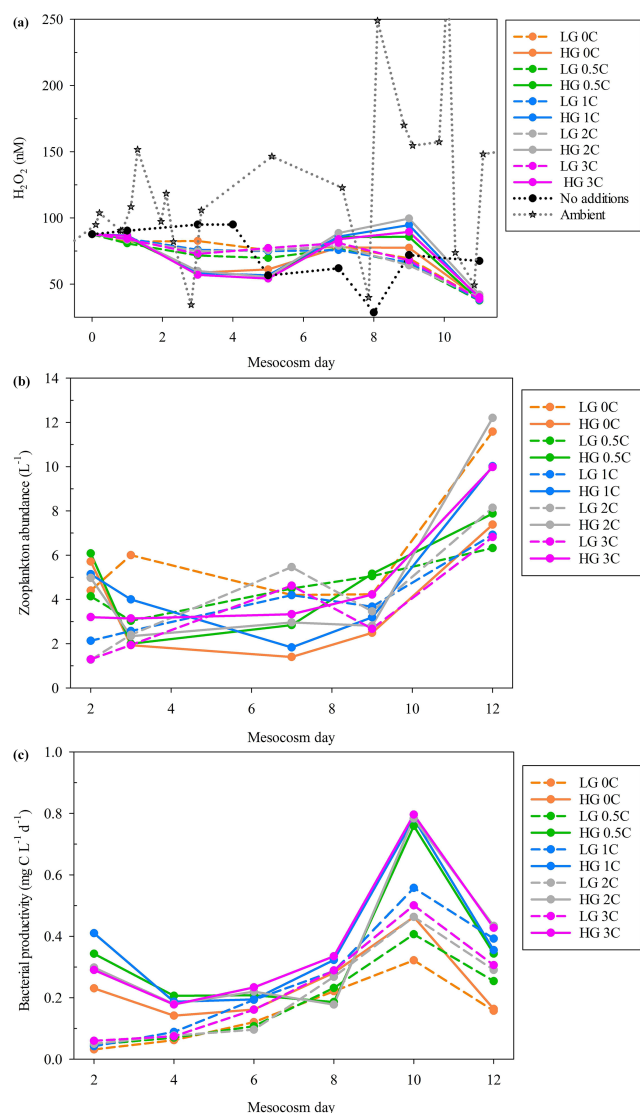 (a)
250
200
150
100
50
H₂O₂ (nM)
0 2 4 6 8 10
Mesocosm day
LG 0C
HG 0C
LG 0.5C
HG 0.5C
LG 1C
HG 1C
LG 2C
HG 2C
LG 3C
HG 3C
No additions
Ambient
(b)
14
12
10
8
6
4
2
0
Zooplankton abundance (L⁻¹)
2 4 6 8 10 12
Mesocosm day
LG 0C
HG 0C
LG 0.5C
HG 0.5C
LG 1C
HG 1C
LG 2C
HG 2C
LG 3C
HG 3C
(c)
1.0
0.8
0.6
0.4
0.2
0.0
Bacterial productivity (mg C L⁻¹ d⁻¹)
2 4 6 8 10 12
Mesocosm day
LG 0C
HG 0C
LG 0.5C
HG 0.5C
LG 1C
HG 1C
LG 2C
HG 2C
LG 3C
HG 3C